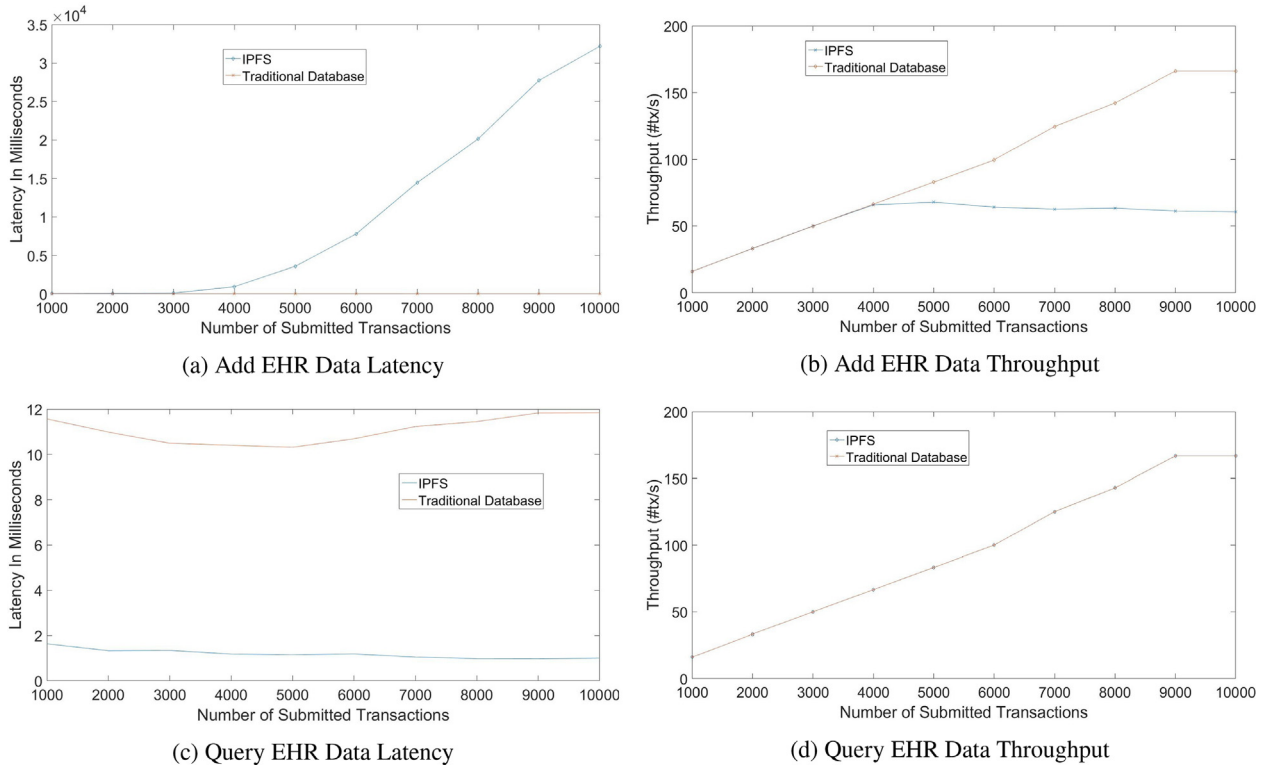 ×10⁴
3.5
3
2.5
2
1.5
1
0.5
0
Latency In Milliseconds
IPFS
Traditional Database
1000 2000 3000 4000 5000 6000 7000 8000 9000 10000
Number of Submitted Transactions
(a) Add EHR Data Latency
200
150
100
50
0
Throughput (#tx/s)
IPFS
Traditional Database
1000 2000 3000 4000 5000 6000 7000 8000 9000 10000
Number of Submitted Transactions
(b) Add EHR Data Throughput
12
10
8
6
4
2
0
Latency In Milliseconds
IPFS
Traditional Database
1000 2000 3000 4000 5000 6000 7000 8000 9000 10000
Number of Submitted Transactions
(c) Query EHR Data Latency
200
150
100
50
0
Throughput (#tx/s)
IPFS
Traditional Database
1000 2000 3000 4000 5000 6000 7000 8000 9000 10000
Number of Submitted Transactions
(d) Query EHR Data Throughput